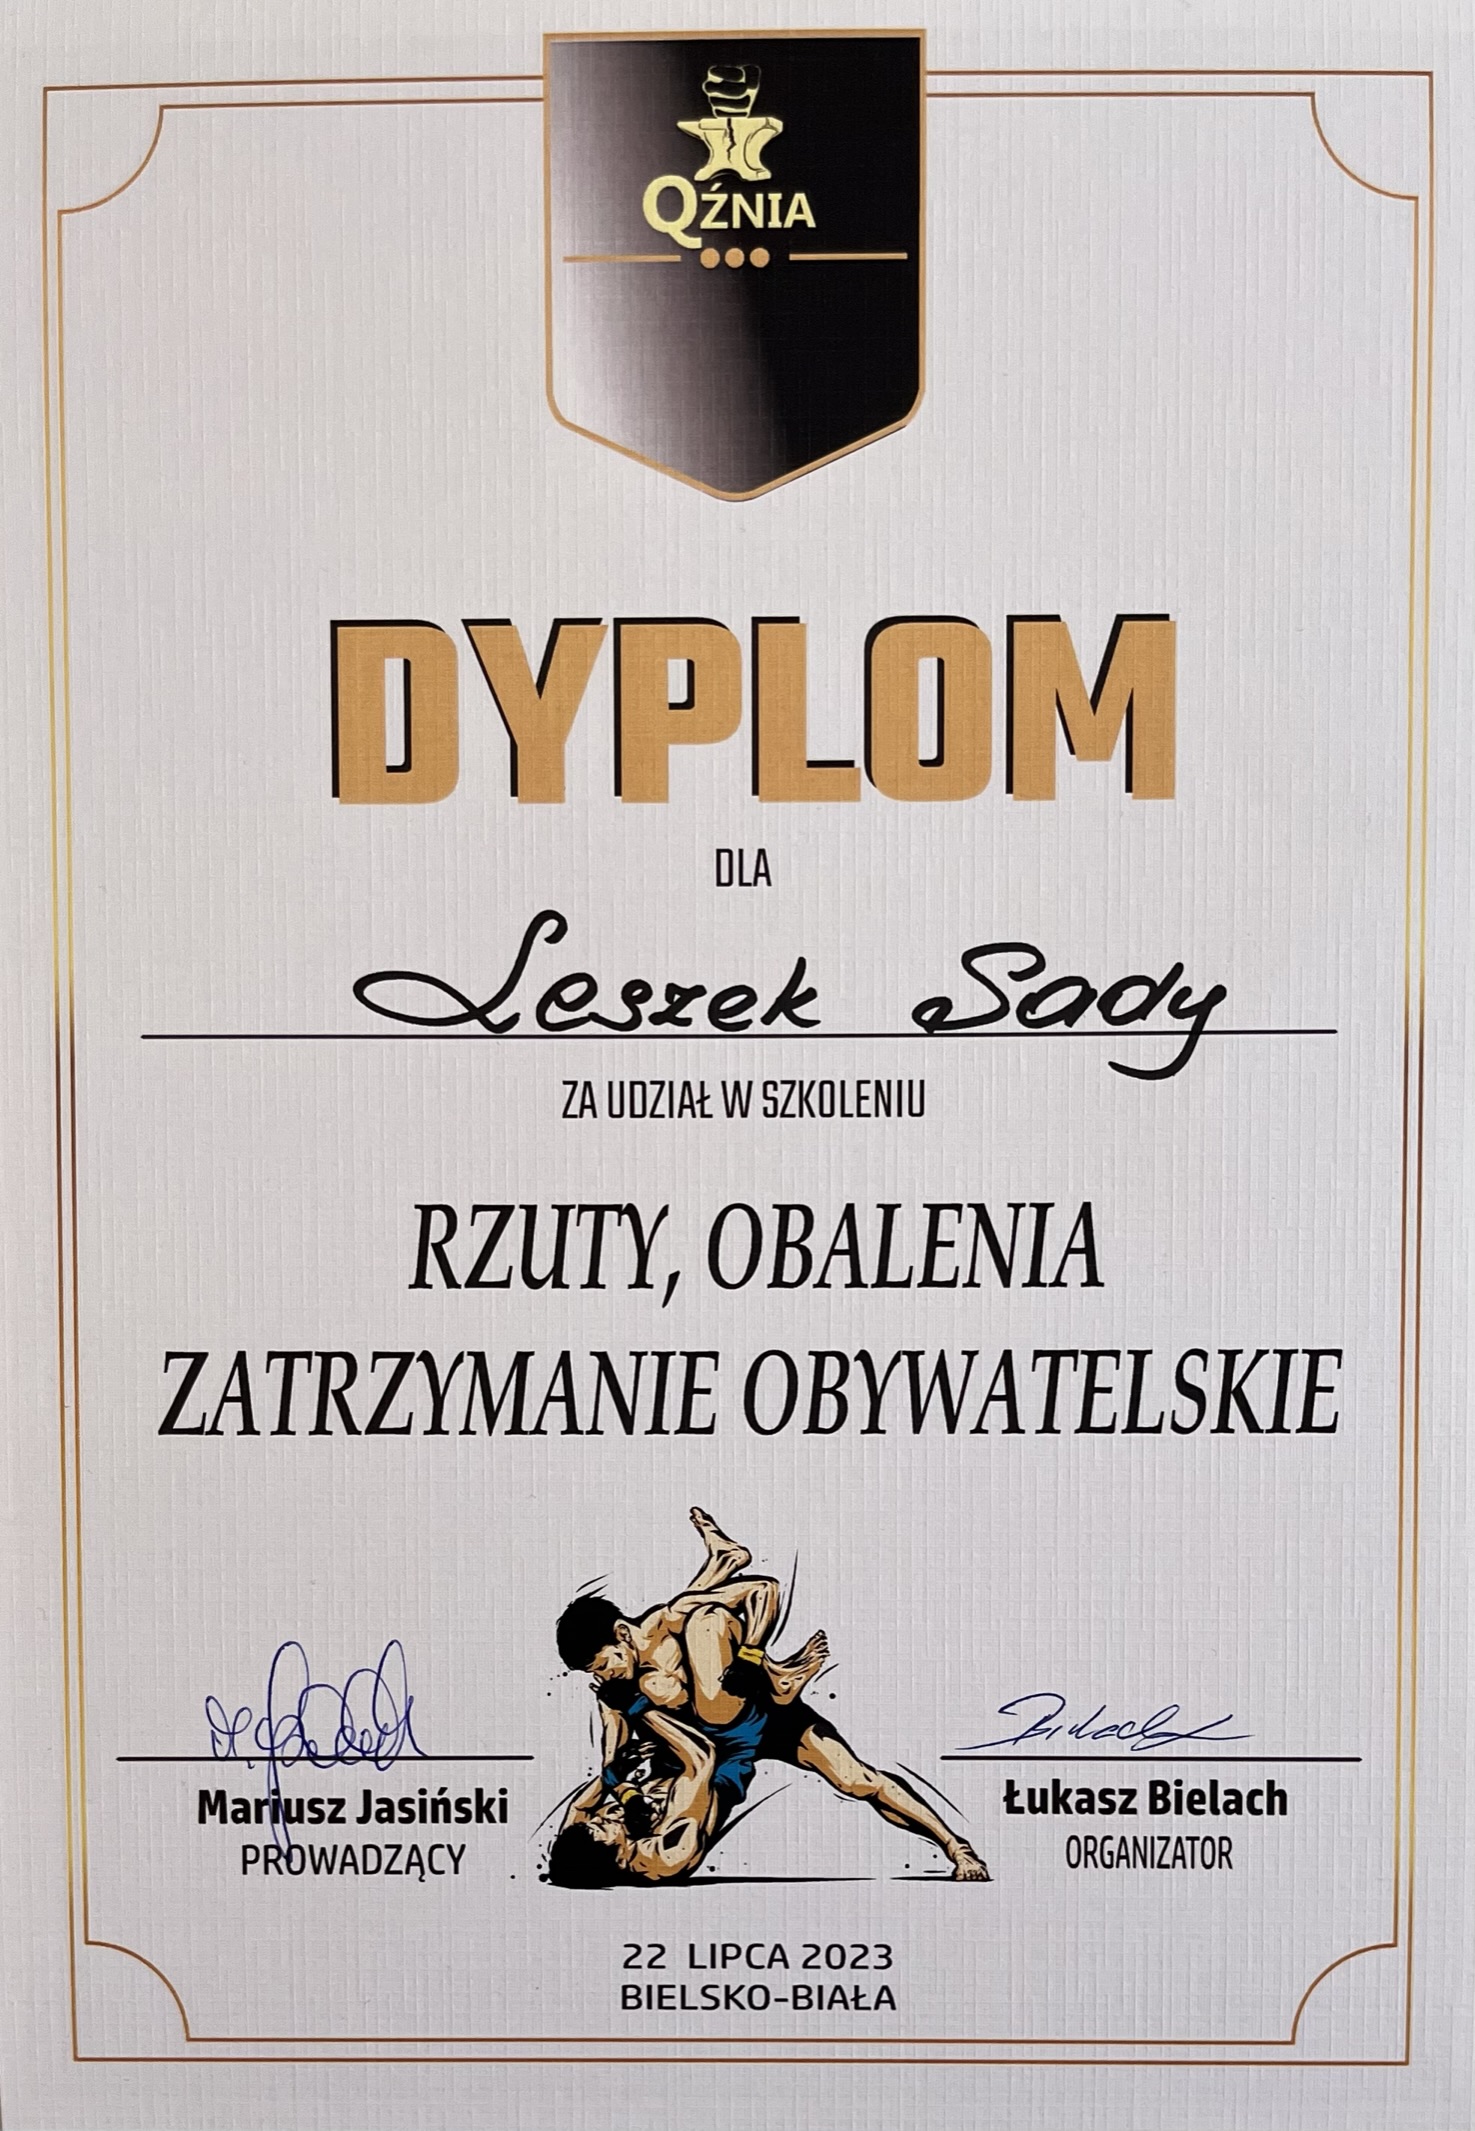 QŹNIA
DYPLOM
DLA
Leszek Sady
ZA UDZIAŁ W SZKOLENIU
RZUTY, OBALENIA
ZATRZYMANIE OBYWATELSKIE
Mariusz Jasiński
PROWADZĄCY
Łukasz Bielach
ORGANIZATOR
22 LIPCA 2023
BIELSKO-BIAŁA